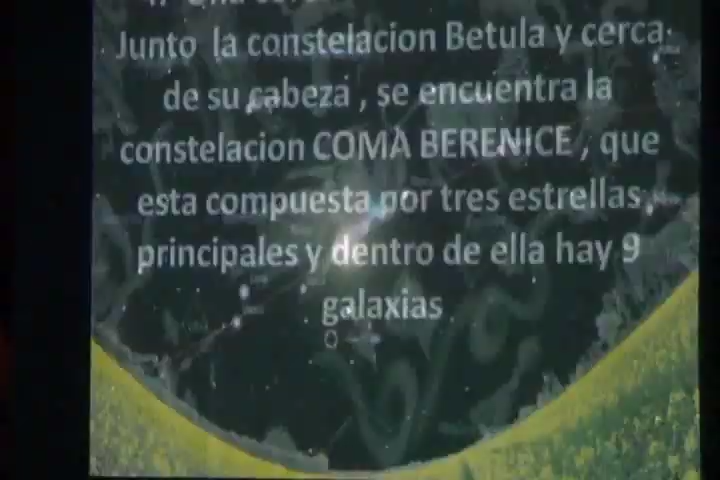 Junto la constelacion Betula y cerca
de su cabeza , se encuentra la
constelacion COMA BERENICE , que
esta compuesta por tres estrellas
principales y dentro de ella hay 9
galaxias